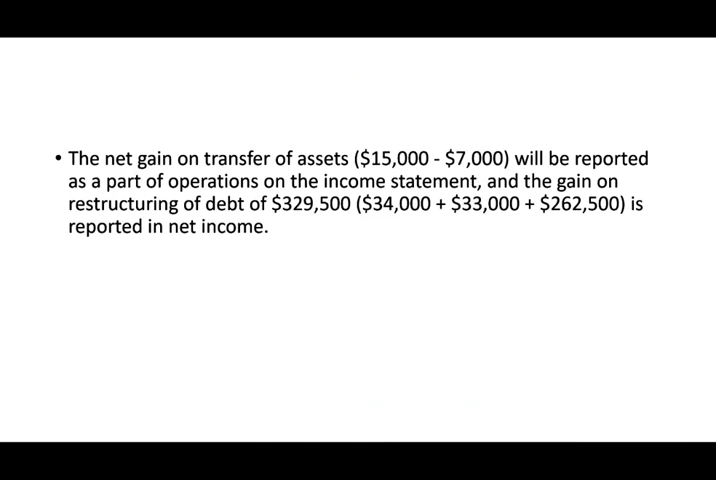 • The net gain on transfer of assets ($15,000 - $7,000) will be reported
as a part of operations on the income statement, and the gain on
restructuring of debt of $329,500 ($34,000 + $33,000 + $262,500) is
reported in net income.